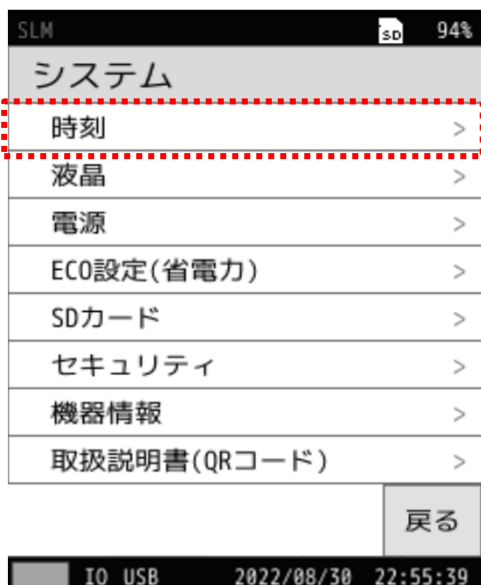 SLM SD 94%
システム
時刻 >
液晶 >
電源 >
ECO設定(省電力) >
SDカード >
セキュリティ >
機器情報 >
取扱説明書(QRコード) >
戻る
IO USB 2022/08/30 22:55:39